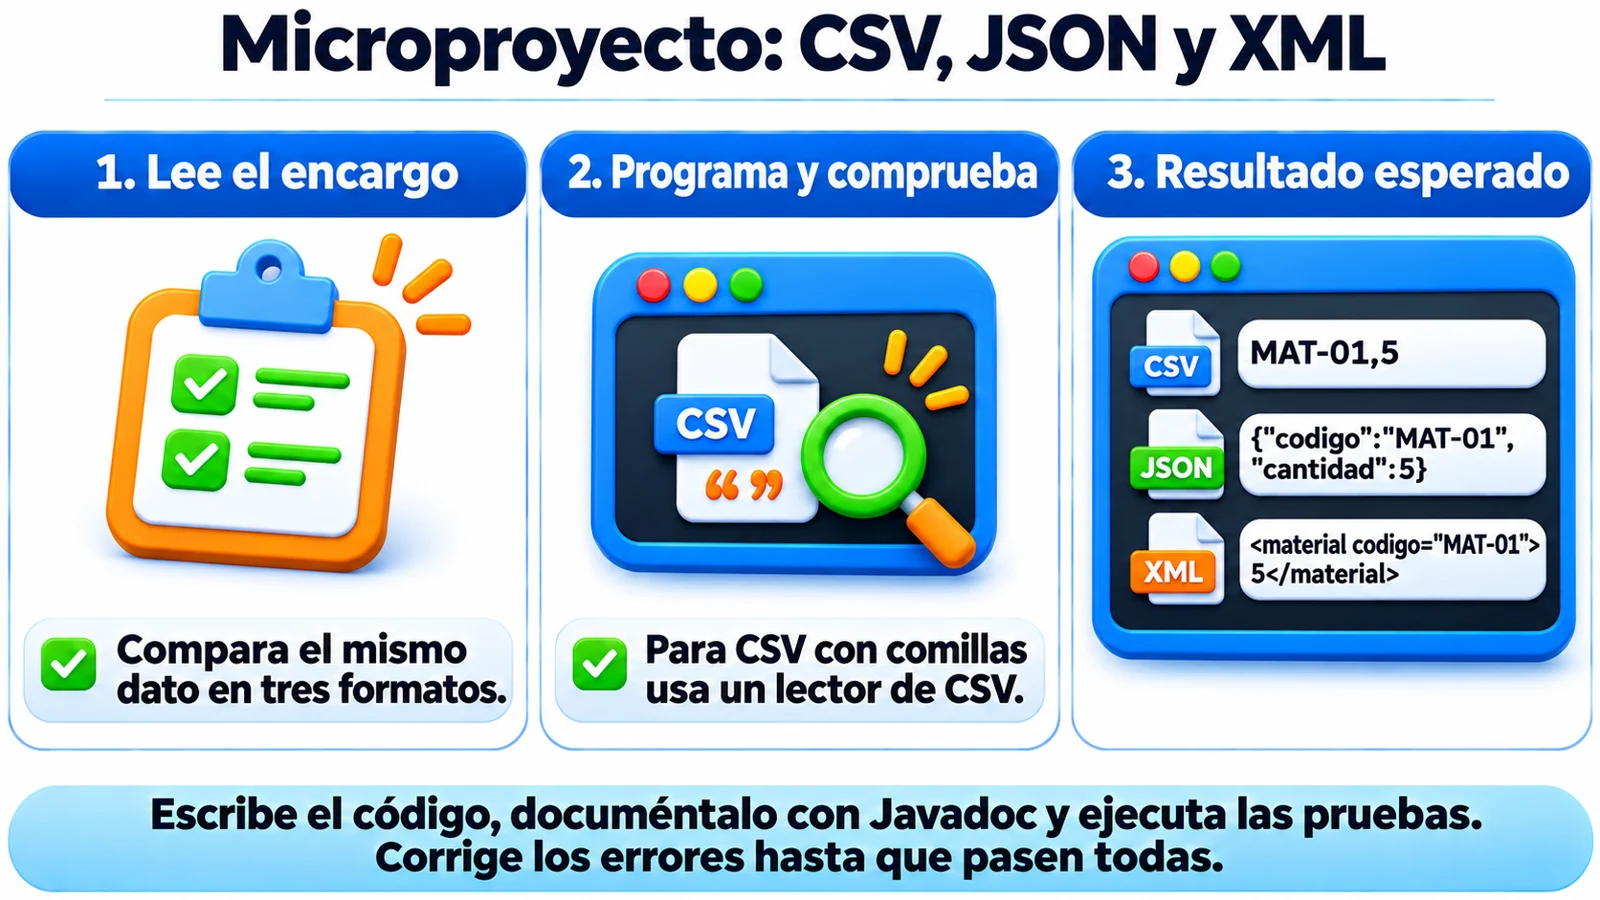 Microproyecto: CSV, JSON y XML
1. Lee el encargo
Compara el mismo
dato en tres formatos.
2. Programa y comprueba
CSV
“ ”
Para CSV con comillas
usa un lector de CSV.
3. Resultado esperado
CSV
MAT-01,5
JSON
{"codigo":"MAT-01",
"cantidad":5}
XML
<material codigo="MAT-01">
5</material>
Escribe el código, documéntalo con Javadoc y ejecuta las pruebas.
Corrige los errores hasta que pasen todas.